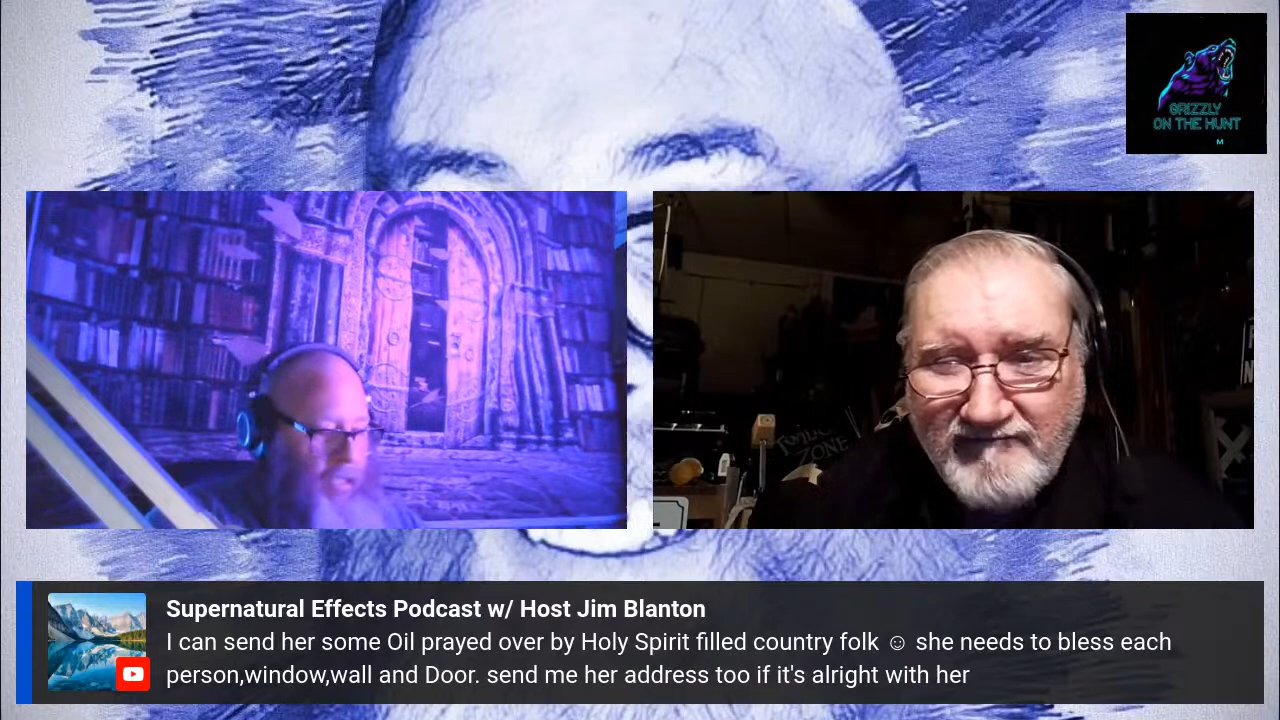 GRIZZLY
ON THE HUNT
M
ZONE
Supernatural Effects Podcast w/ Host Jim Blanton
I can send her some Oil prayed over by Holy Spirit filled country folk ☺ she needs to bless each
person,window,wall and Door. send me her address too if it's alright with her